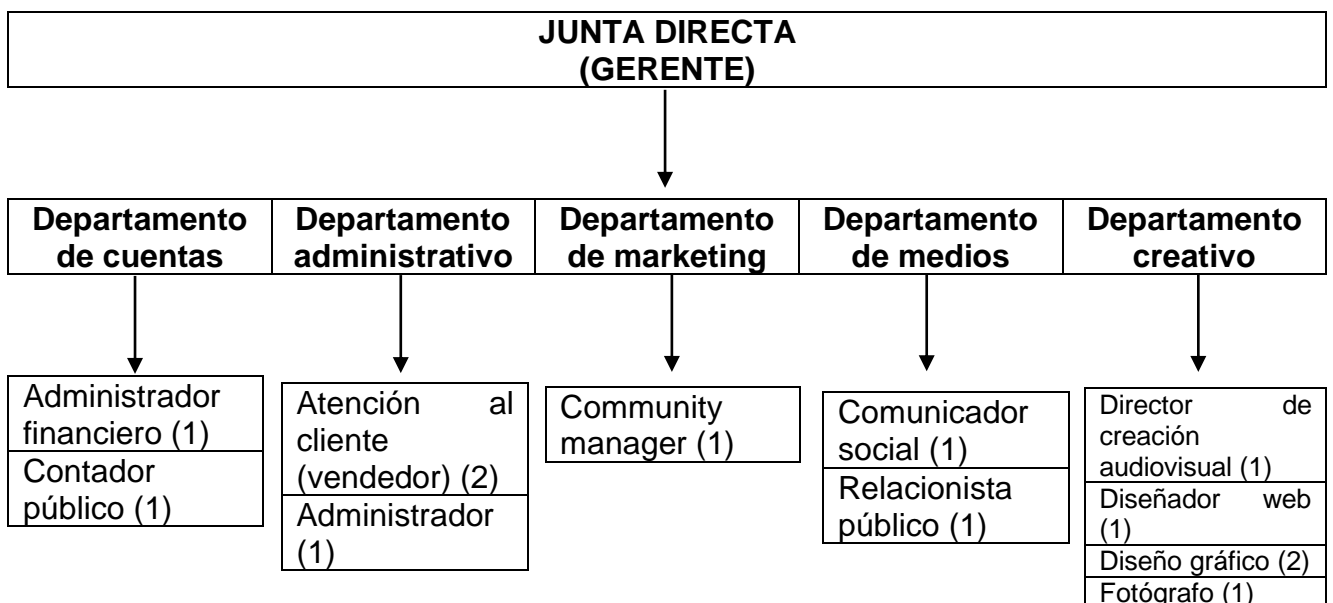 JUNTA DIRECTA
(GERENTE)
Departamento
de cuentas
Departamento
administrativo
Departamento
de marketing
Departamento
de medios
Departamento
creativo
Administrador
financiero (1)
Contador
público (1)
Atención al
cliente
(vendedor) (2)
Administrador
(1)
Community
manager (1)
Comunicador
social (1)
Relacionista
público (1)
Director de
creación
audiovisual (1)
Diseñador web
(1)
Diseño gráfico (2)
Fotógrafo (1)